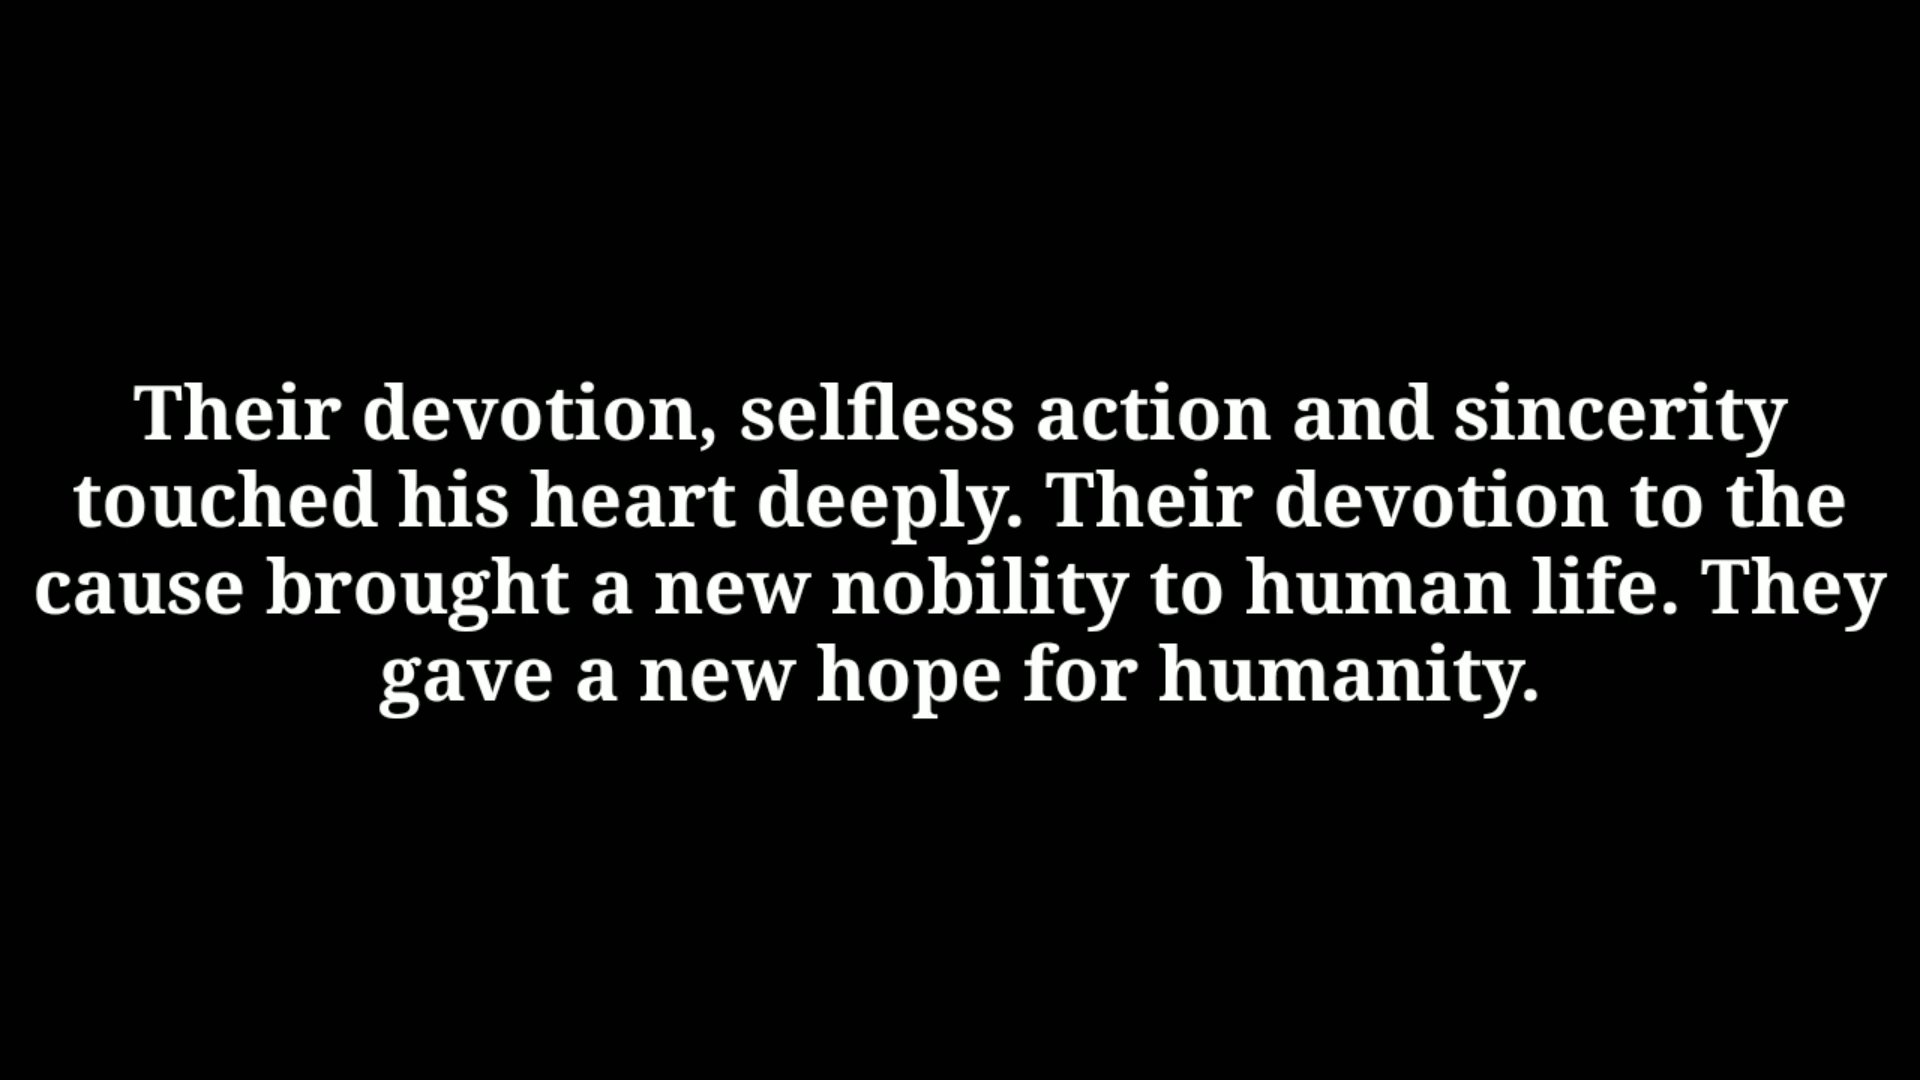 Their devotion, selfless action and sincerity
touched his heart deeply. Their devotion to the
cause brought a new nobility to human life. They
gave a new hope for humanity.